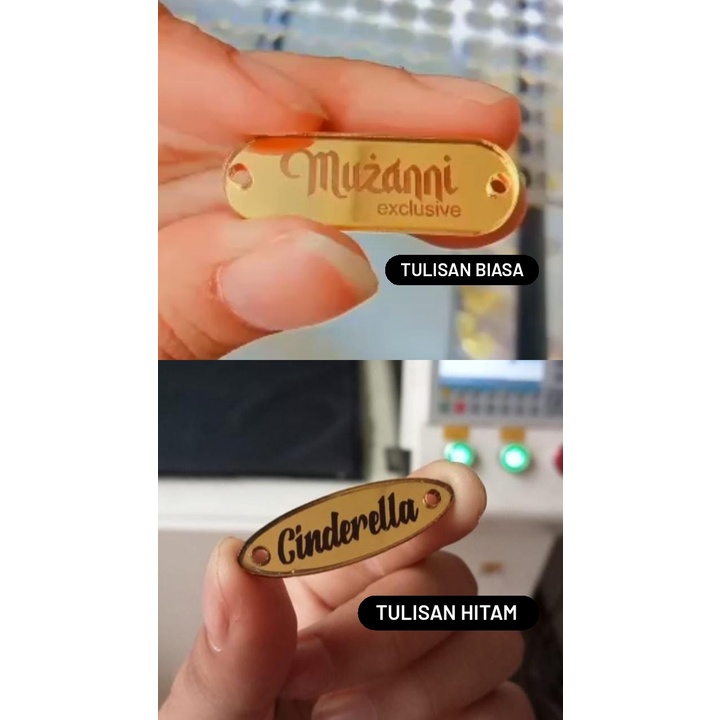 Mużanni
exclusive
TULISAN BIASA
Cinderella
TULISAN HITAM